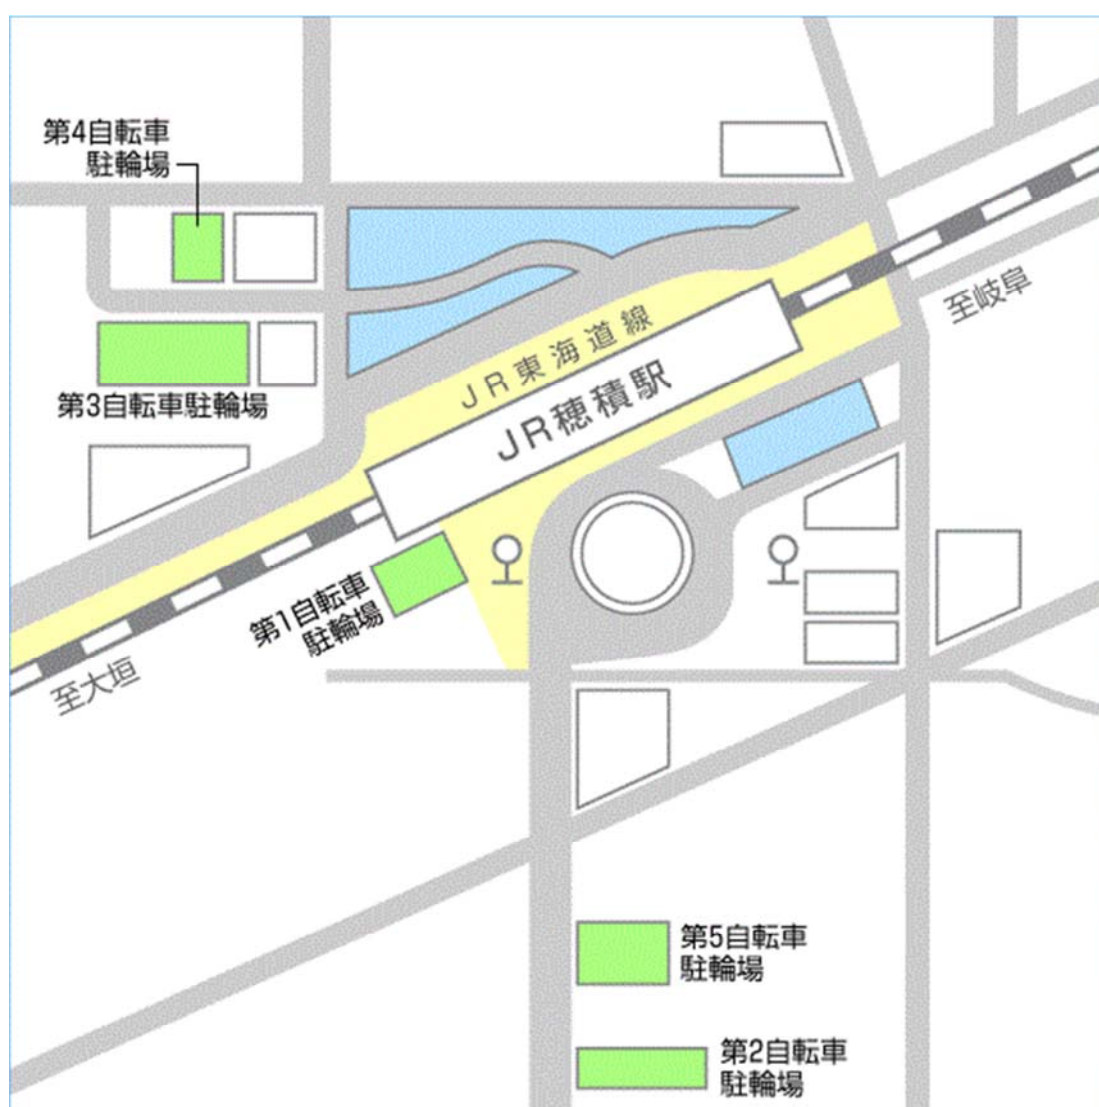 第4自転車
駐輪場
至岐阜
JR東海道線
JR穂積駅
第3自転車駐輪場
第1自転車
駐輪場
至大垣
第5自転車
駐輪場
第2自転車
駐輪場